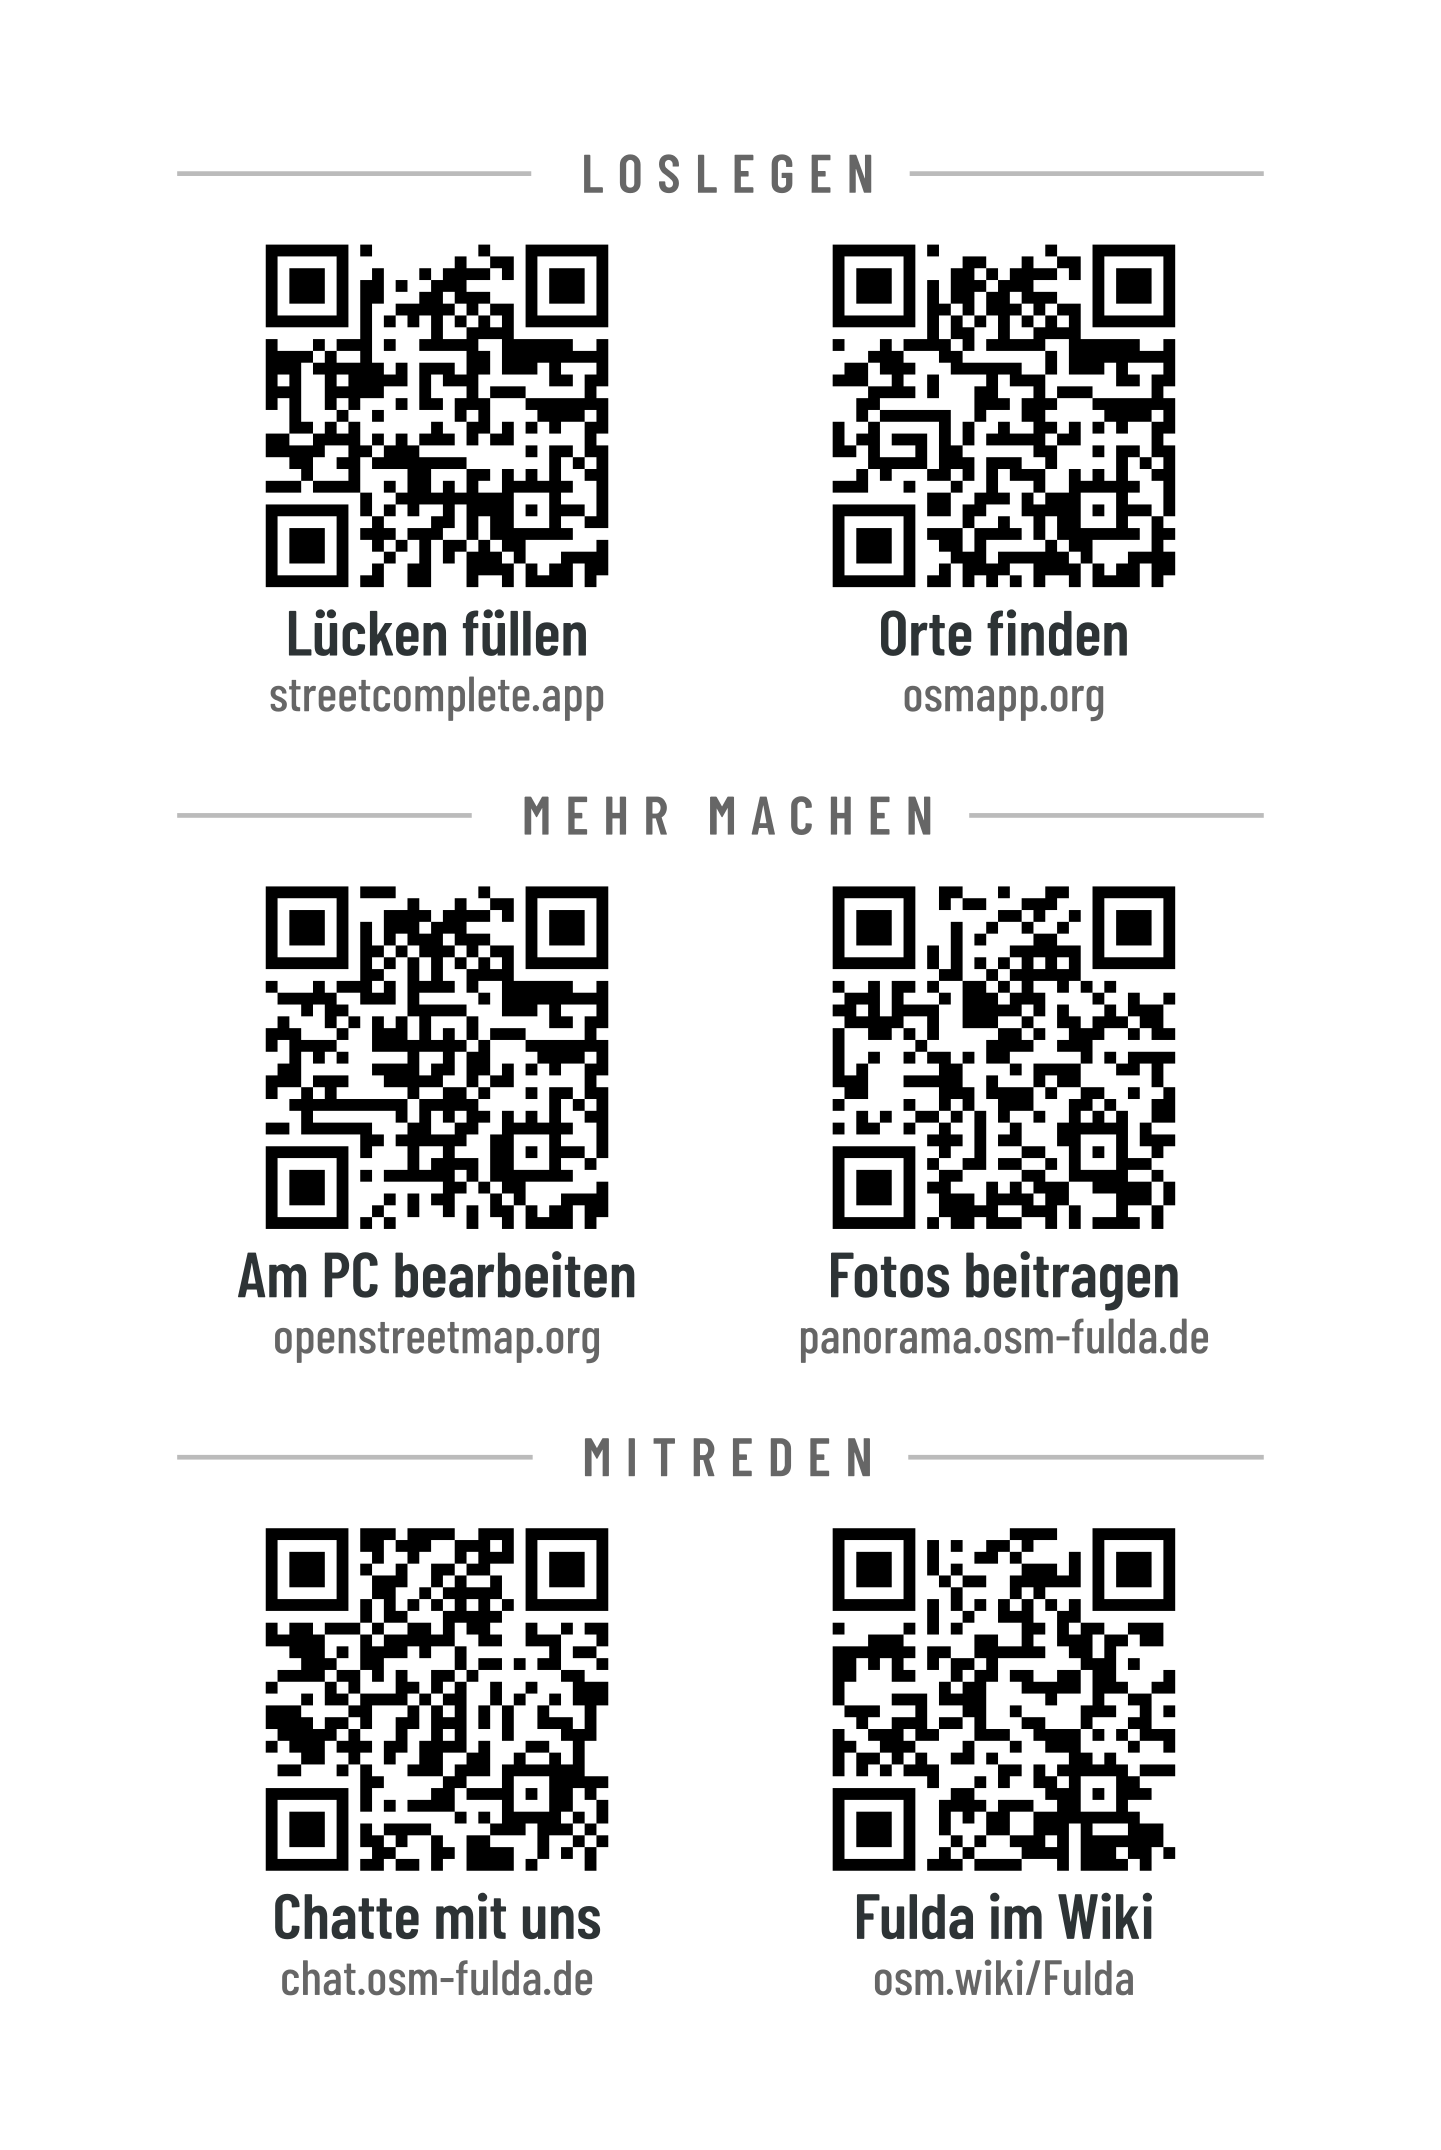 LOSLEGEN
Lücken füllen
streetcomplete.app
Orte finden
osmapp.org
MEHR MACHEN
Am PC bearbeiten
openstreetmap.org
Fotos beitragen
panorama.osm-fulda.de
MITREDEN
Chatte mit uns
chat.osm-fulda.de
Fulda im Wiki
osm.wiki/Fulda